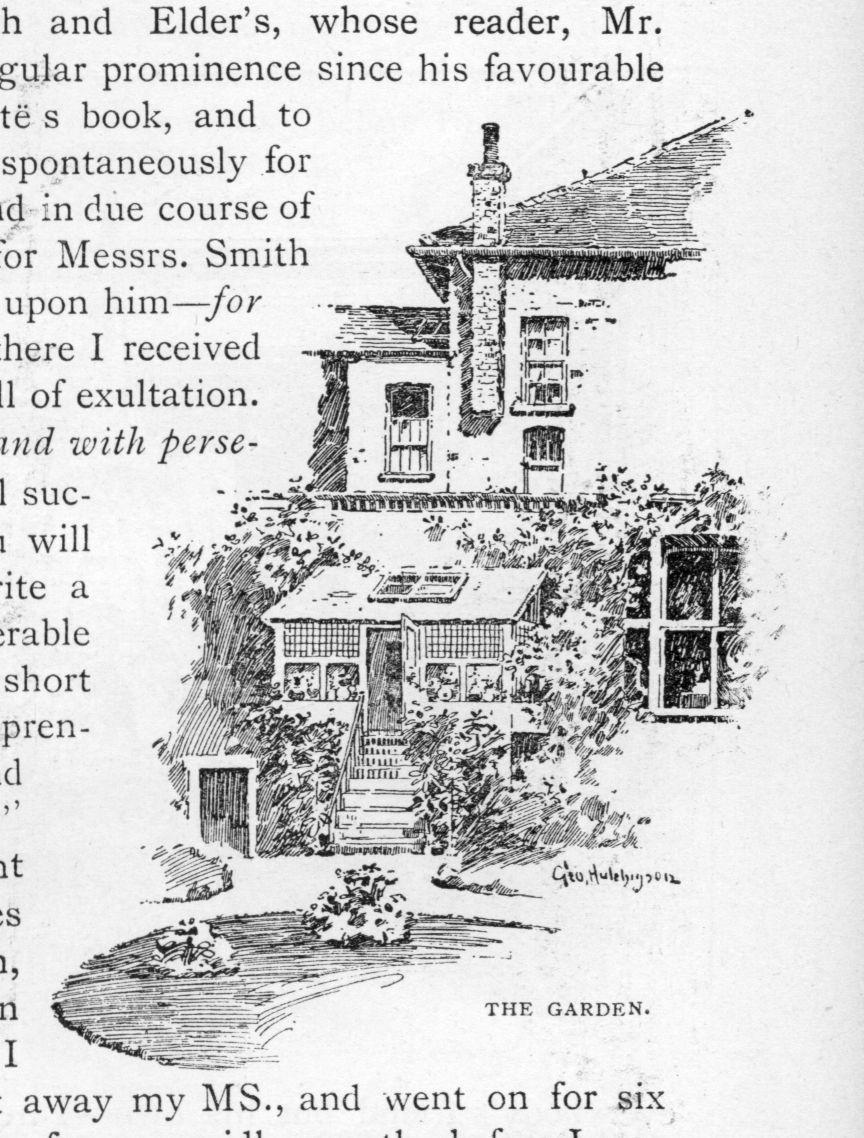 h and Elder's, whose reader, Mr.
gular prominence since his favourable
të s book, and to
spontaneously for
d in due course of
for Messrs. Smith
upon him—for
there I received
ll of exultation.
and with perse-
l suc-
u will
rite a
erable
short
pren-
d
,”
nt
es
n,
n
I
Geo. Hutchinson
THE GARDEN.
t away my MS., and went on for six